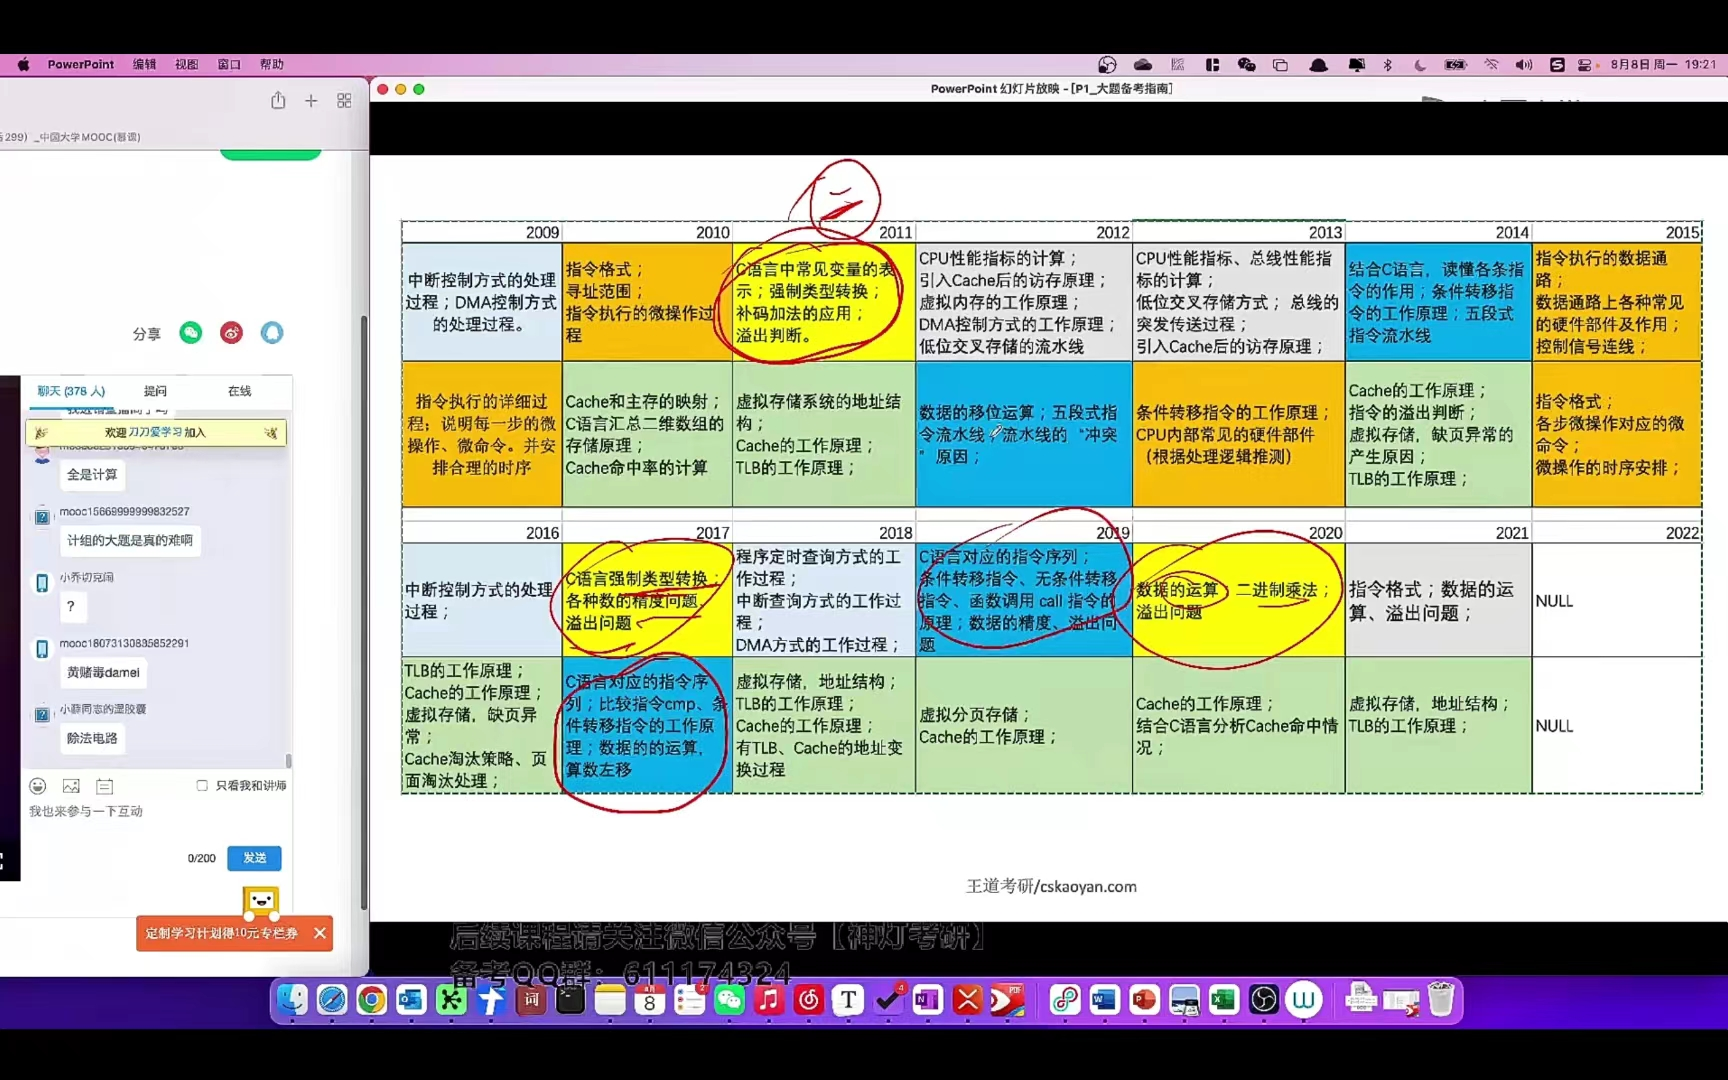 PowerPoint 编辑 视图 窗口 帮助
8月8日 周一 19:21
PowerPoint 幻灯片放映 - [P1_大题备考指南]
299) _中国大学MOOC(慕课)
分享
聊天 (378 人) 提问 在线
欢迎 刀刀爱学习 加入
全是计算
mooc15669999999832527
计组的大题是真的难啊
小乔切克闹
?
mooc18073130835852291
黄赌毒damei
除法电路
只看我和讲师
我也来参与一下互动
0/200 发送
定制学习计划得10元专栏券
2009 2010 2011 2012 2013 2014 2015
中断控制方式的处理
过程；DMA控制方式
的处理过程。
指令格式；
寻址范围；
指令执行的微操作过
程
C语言中常见变量的表
示；强制类型转换；
补码加法的应用；
溢出判断。
CPU性能指标的计算；
引入Cache后的访存原理；
虚拟内存的工作原理；
DMA控制方式的工作原理；
低位交叉存储的流水线
CPU性能指标、总线性能指
标的计算；
低位交叉存储方式；总线的
突发传送过程；
引入Cache后的访存原理；
结合C语言，读懂各条指
令的作用；条件转移指
令的工作原理；五段式
指令流水线
指令执行的数据通
路；
数据通路上各种常见
的硬件部件及作用；
控制信号连线；
指令执行的详细过
程；说明每一步的微
操作、微命令。并安
排合理的时序
Cache和主存的映射；
C语言汇总二维数组的
存储原理；
Cache命中率的计算
虚拟存储系统的地址结
构；
Cache的工作原理；
TLB的工作原理；
数据的移位运算；五段式指
令流水线，流水线的“冲突
”原因；
条件转移指令的工作原理；
CPU内部常见的硬件部件
（根据处理逻辑推测）
Cache的工作原理；
指令的溢出判断；
虚拟存储，缺页异常的
产生原因；
TLB的工作原理；
指令格式；
各步微操作对应的微
命令；
微操作的时序安排；
2016 2017 2018 2019 2020 2021 2022
中断控制方式的处理
过程；
C语言强制类型转换；
各种数的精度问题、
溢出问题
程序定时查询方式的工
作过程；
中断查询方式的工作过
程；
DMA方式的工作过程；
C语言对应的指令序列；
条件转移指令、无条件转移
指令、函数调用 call 指令的
原理；数据的精度、溢出问
题
数据的运算；二进制乘法；
溢出问题
指令格式；数据的运
算、溢出问题；
NULL
TLB的工作原理；
Cache的工作原理；
虚拟存储，缺页异
常；
Cache淘汰策略、页
面淘汰处理；
C语言对应的指令序
列；比较指令cmp、条
件转移指令的工作原
理；数据的的运算，
算数左移
虚拟存储，地址结构；
TLB的工作原理；
Cache的工作原理；
有TLB、Cache的地址变
换过程
虚拟分页存储；
Cache的工作原理；
Cache的工作原理；
结合C语言分析Cache命中情
况；
虚拟存储，地址结构；
TLB的工作原理；
NULL
王道考研/cskaoyan.com
后续课程请关注微信公众号【神灯考研】
备考QQ群：611174324